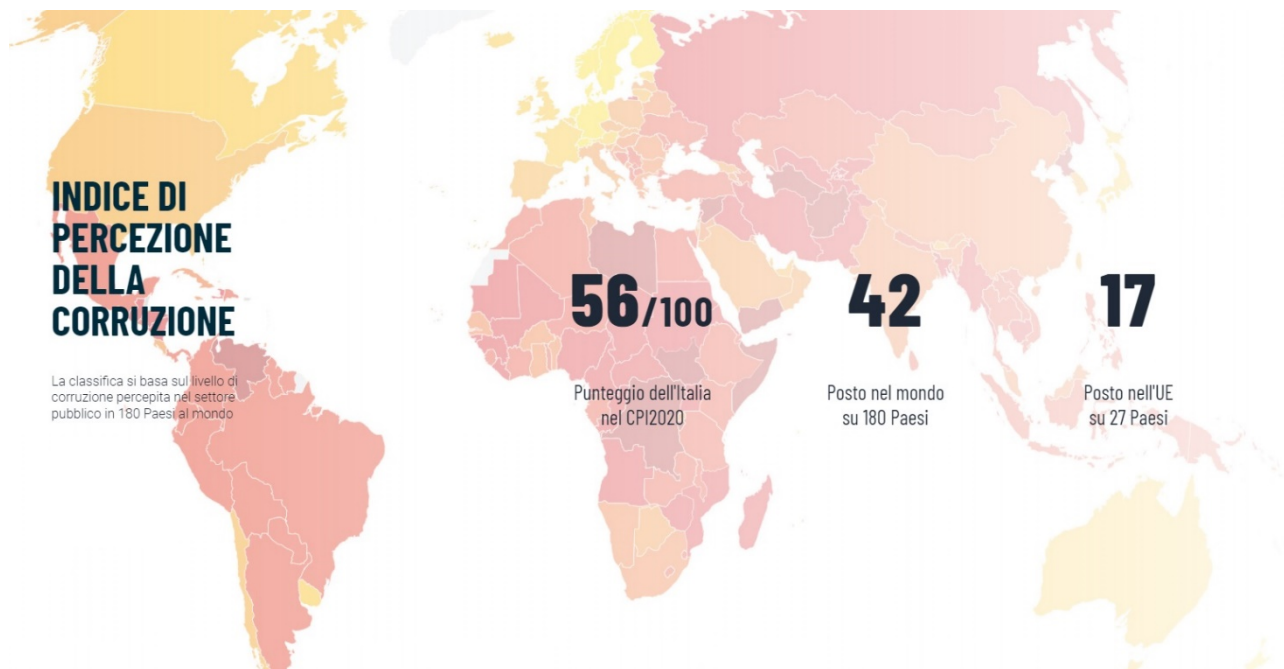 INDICE DI
PERCEZIONE
DELLA
CORRUZIONE
La classifica si basa sul livello di
corruzione percepita nel settore
pubblico in 180 Paesi al mondo
56/100
Punteggio dell'Italia
nel CPI2020
42
Posto nel mondo
su 180 Paesi
17
Posto nell'UE
su 27 Paesi